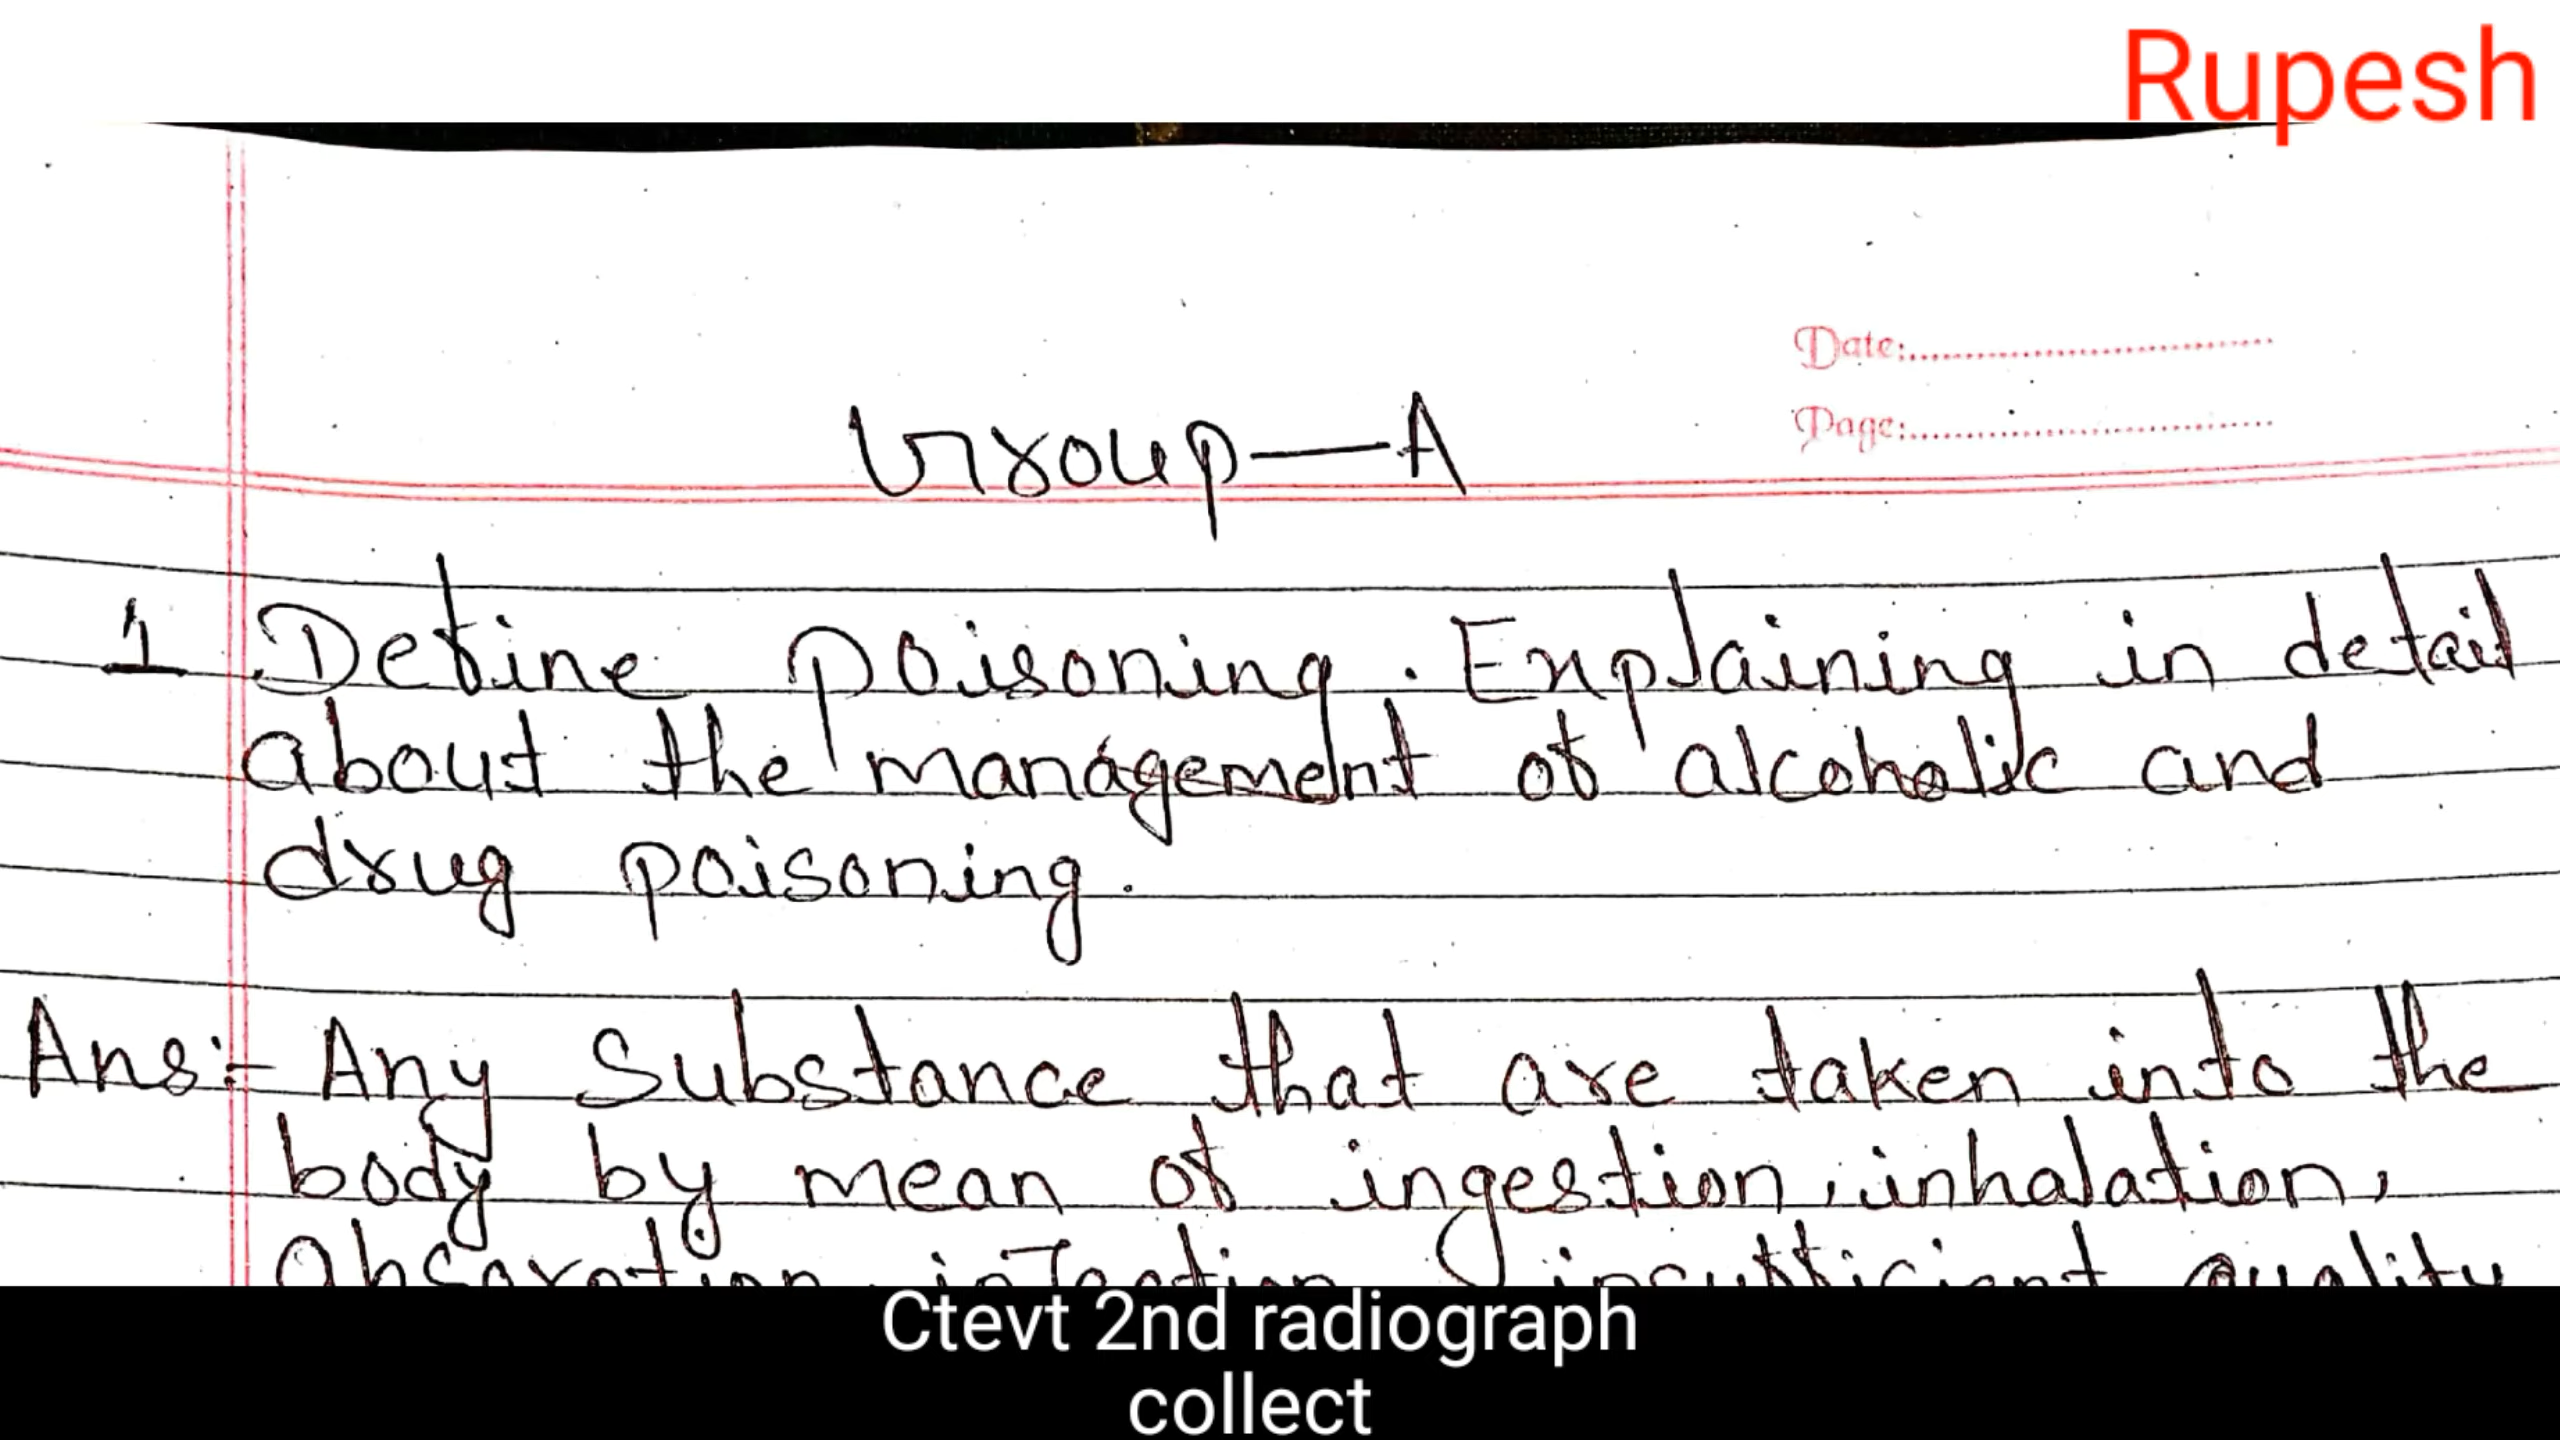 Rupesh
Date:
Page:
Group-A
1 Define poisoning. Explaining in detail
about the management of alcoholic and
drug poisoning.
Ans:- Any substance that are taken into the
body by mean of ingestion, inhalation,
Ctevt 2nd radiograph
collect